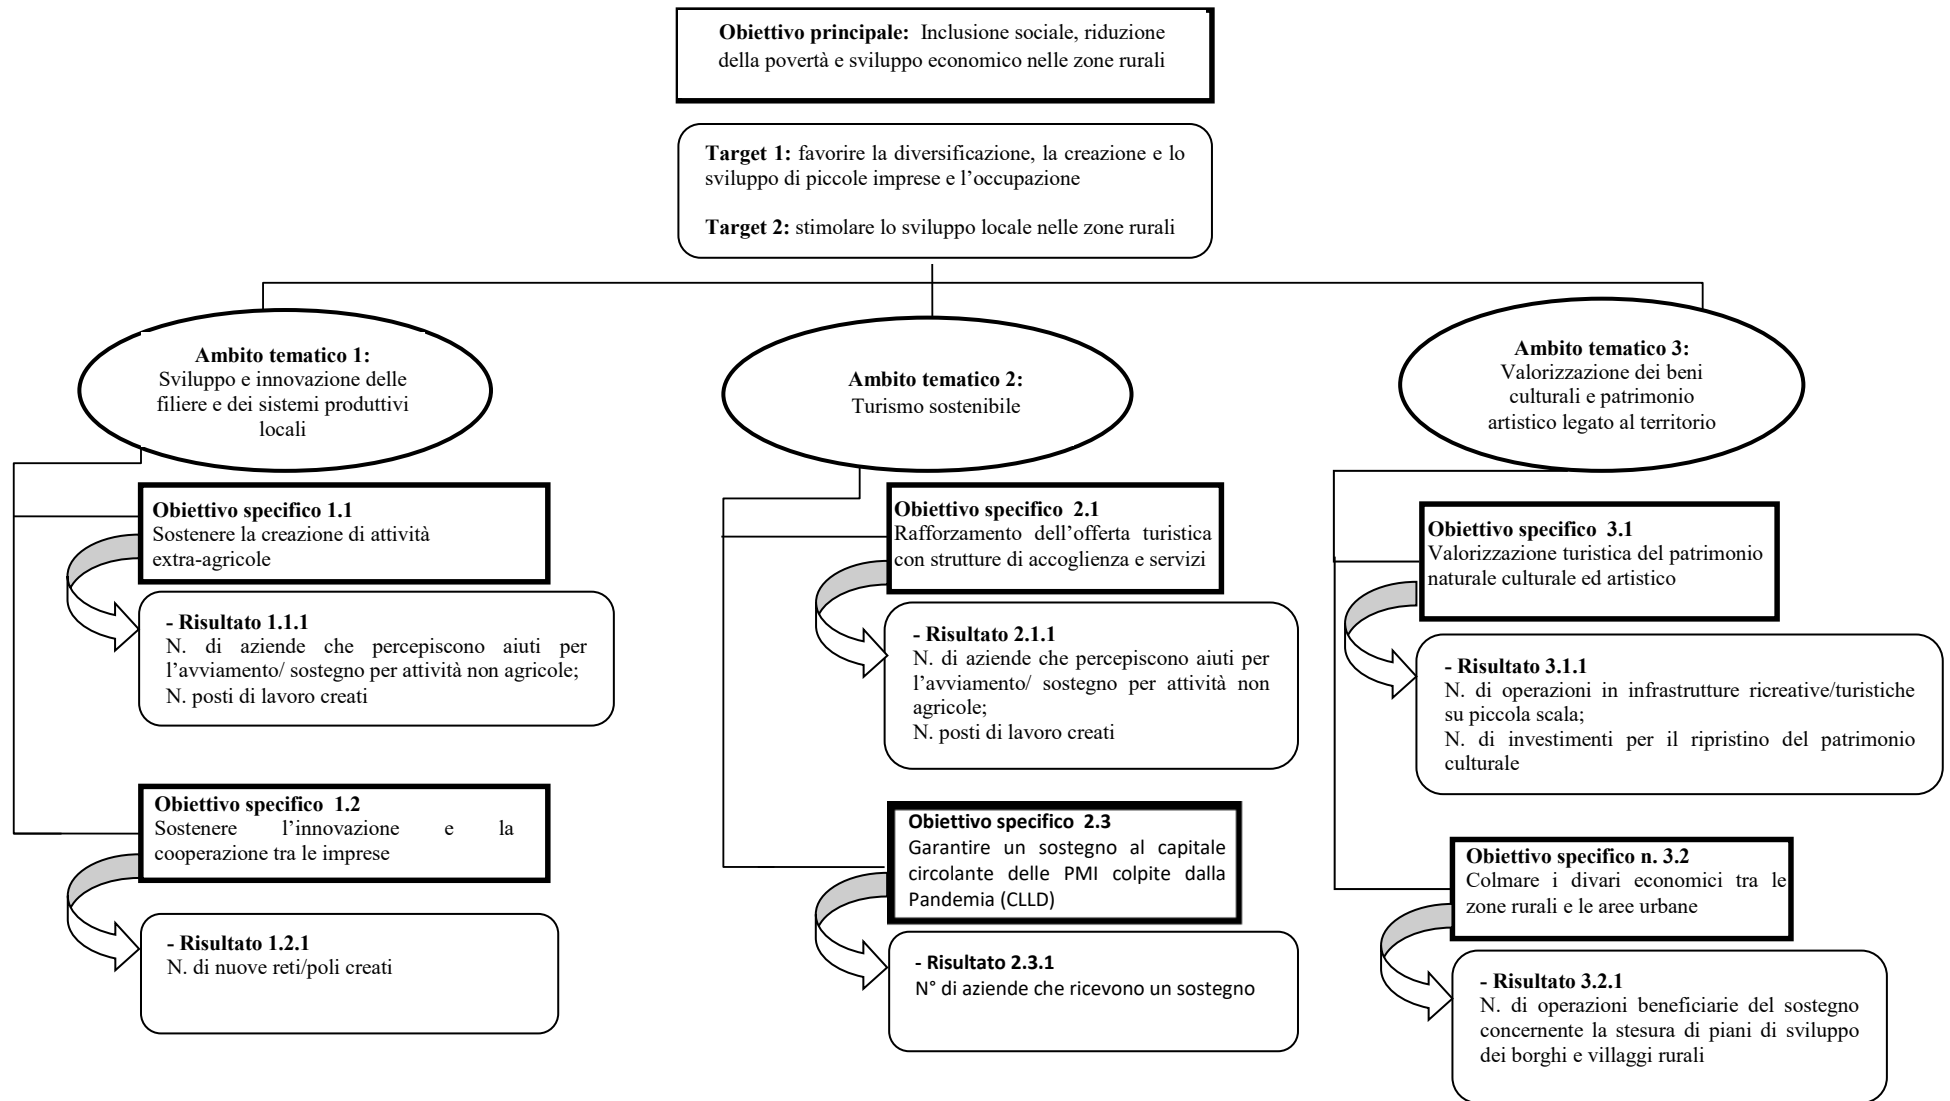 Obiettivo principale: Inclusione sociale, riduzione
della povertà e sviluppo economico nelle zone rurali
Target 1: favorire la diversificazione, la creazione e lo
sviluppo di piccole imprese e l’occupazione
Target 2: stimolare lo sviluppo locale nelle zone rurali
Ambito tematico 1:
Sviluppo e innovazione delle
filiere e dei sistemi produttivi
locali
Obiettivo specifico 1.1
Sostenere la creazione di attività
extra-agricole
- Risultato 1.1.1
N. di aziende che percepiscono aiuti per
l’avviamento/ sostegno per attività non agricole;
N. posti di lavoro creati
Obiettivo specifico 1.2
Sostenere l’innovazione e la
cooperazione tra le imprese
- Risultato 1.2.1
N. di nuove reti/poli creati
Ambito tematico 2:
Turismo sostenibile
Obiettivo specifico 2.1
Rafforzamento dell’offerta turistica
con strutture di accoglienza e servizi
- Risultato 2.1.1
N. di aziende che percepiscono aiuti per
l’avviamento/ sostegno per attività non
agricole;
N. posti di lavoro creati
Obiettivo specifico 2.3
Garantire un sostegno al capitale
circolante delle PMI colpite dalla
Pandemia (CLLD)
- Risultato 2.3.1
N° di aziende che ricevono un sostegno
Ambito tematico 3:
Valorizzazione dei beni
culturali e patrimonio
artistico legato al territorio
Obiettivo specifico 3.1
Valorizzazione turistica del patrimonio
naturale culturale ed artistico
- Risultato 3.1.1
N. di operazioni in infrastrutture ricreative/turistiche
su piccola scala;
N. di investimenti per il ripristino del patrimonio
culturale
Obiettivo specifico n. 3.2
Colmare i divari economici tra le
zone rurali e le aree urbane
- Risultato 3.2.1
N. di operazioni beneficiarie del sostegno
concernente la stesura di piani di sviluppo
dei borghi e villaggi rurali